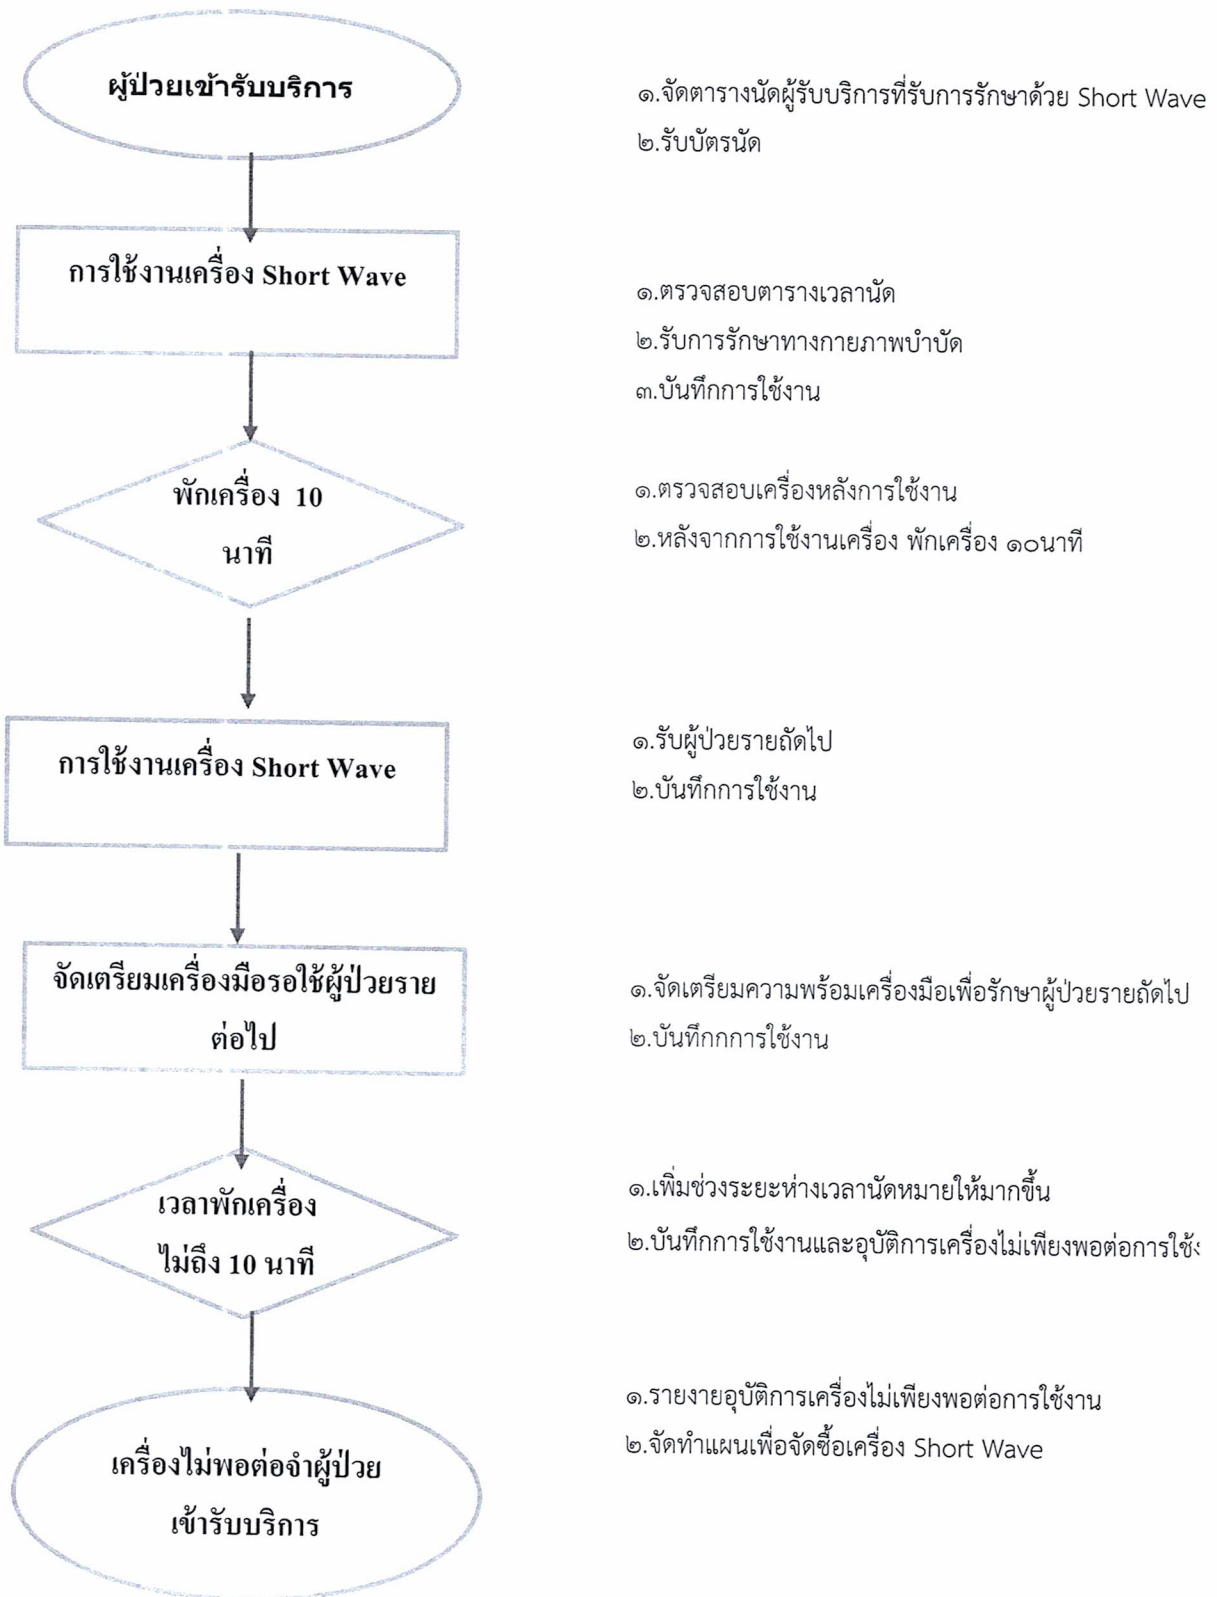 ผู้ป่วยเข้ารับบริการ
๑.จัดตารางนัดผู้รับบริการที่รับการรักษาด้วย Short Wave
๒.รับบัตรนัด
การใช้งานเครื่อง Short Wave
๑.ตรวจสอบตารางเวลานัด
๒.รับการรักษาทางกายภาพบำบัด
๓.บันทึกการใช้งาน
พักเครื่อง 10
นาที
๑.ตรวจสอบเครื่องหลังการใช้งาน
๒.หลังจากการใช้งานเครื่อง พักเครื่อง ๑๐นาที
การใช้งานเครื่อง Short Wave
๑.รับผู้ป่วยรายถัดไป
๒.บันทึกการใช้งาน
จัดเตรียมเครื่องมือรอใช้ผู้ป่วยราย
ต่อไป
๑.จัดเตรียมความพร้อมเครื่องมือเพื่อรักษาผู้ป่วยรายถัดไป
๒.บันทึกกการใช้งาน
เวลาพักเครื่อง
ไม่ถึง 10 นาที
๑.เพิ่มช่วงระยะห่างเวลานัดหมายให้มากขึ้น
๒.บันทึกการใช้งานและอุบัติการเครื่องไม่เพียงพอต่อการใช้
เครื่องไม่พอต่อจำผู้ป่วย
เข้ารับบริการ
๑.รายงายอุบัติการเครื่องไม่เพียงพอต่อการใช้งาน
๒.จัดทำแผนเพื่อจัดซื้อเครื่อง Short Wave